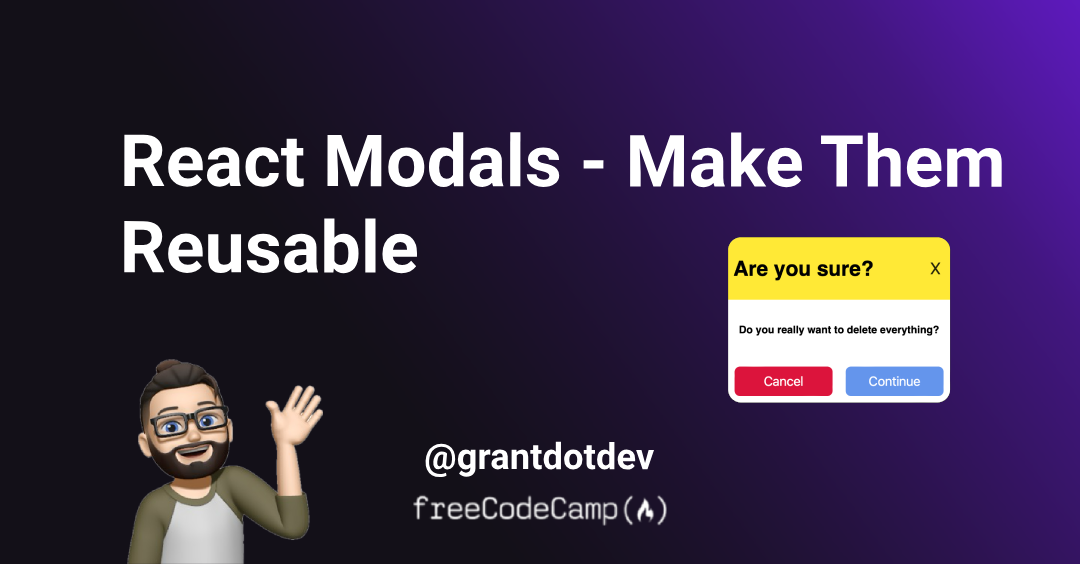 React Modals - Make Them
Reusable
Are you sure?
X
Do you really want to delete everything?
Cancel
Continue
@grantdotdev
freeCodeCamp(🔥)